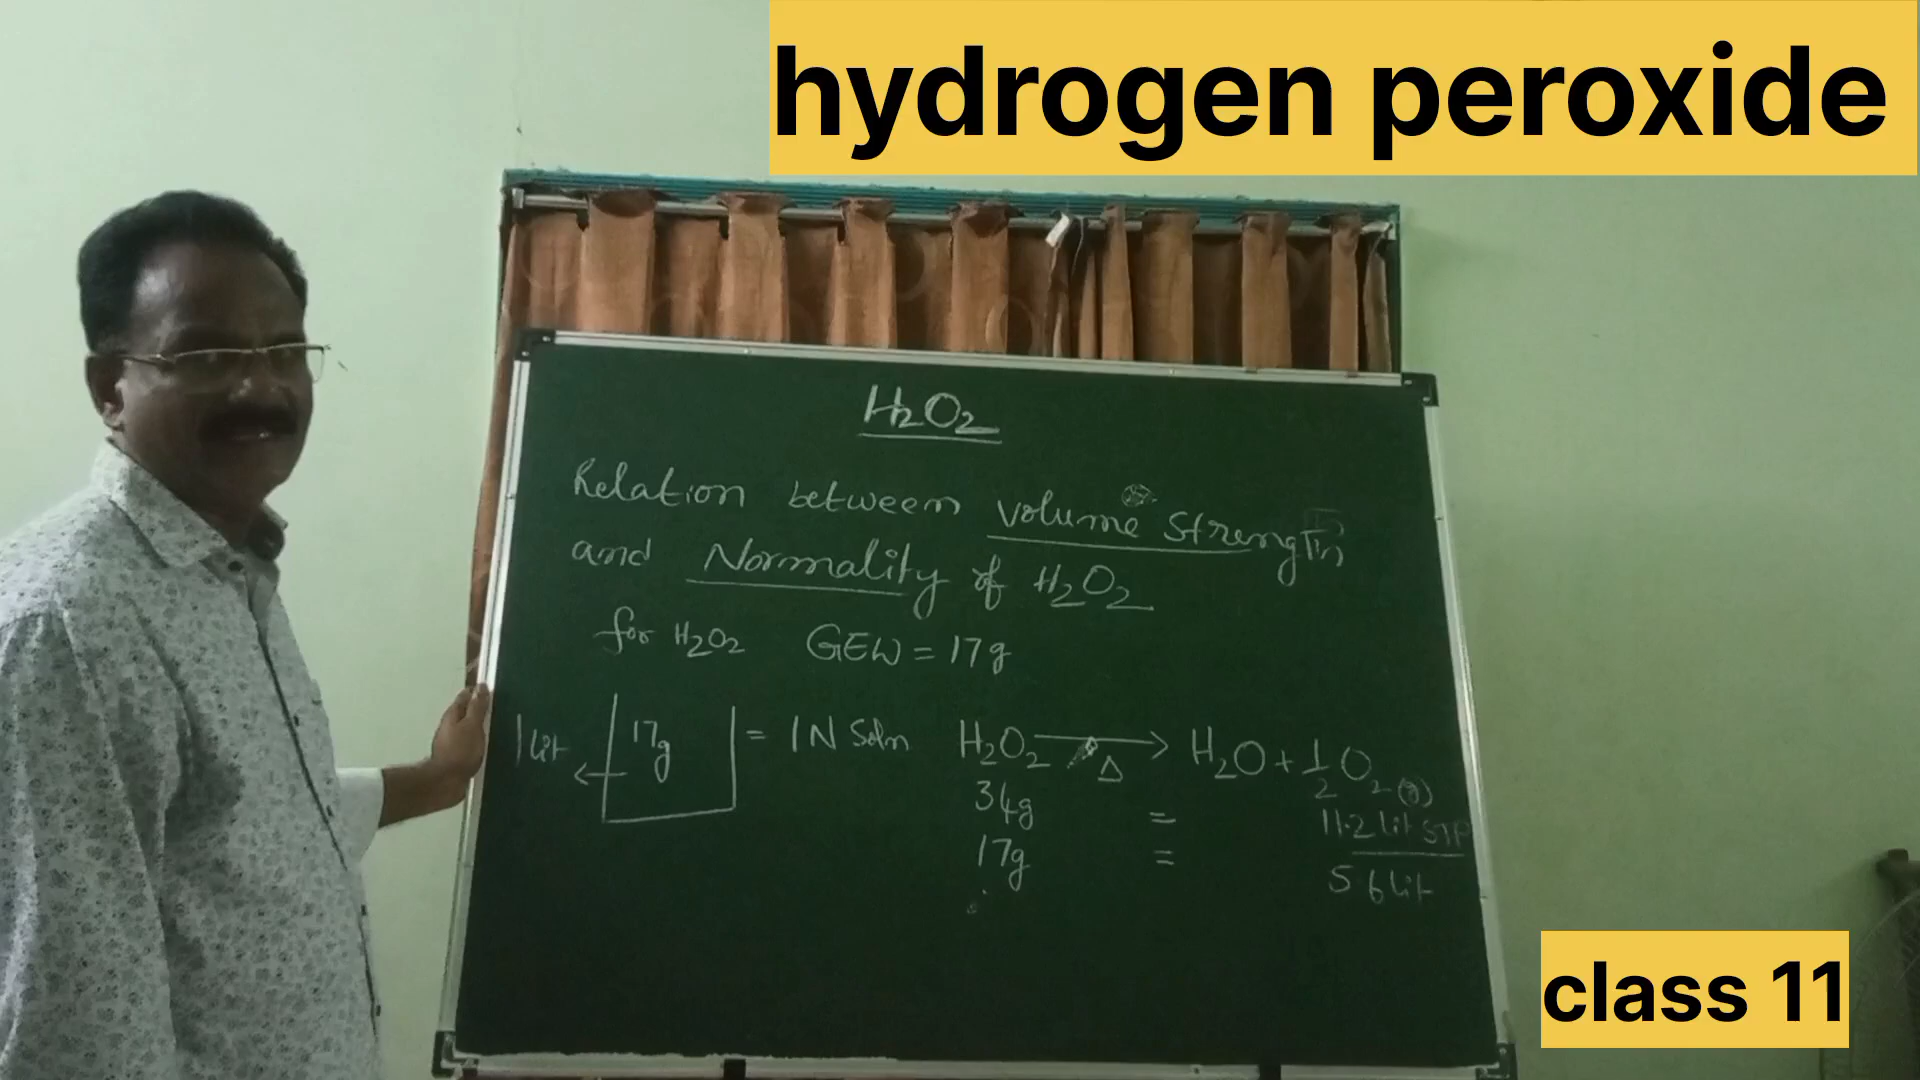 hydrogen peroxide
H₂O₂
Relation between volume strength
and Normality of H₂O₂
for H₂O₂ GEW = 17g
1 lit ← 17g = 1N Soln
H₂O₂ → Δ H₂O + 1/2 O₂(g)
34g = 11.2 lit STP
17g = 5 6 lit
class 11